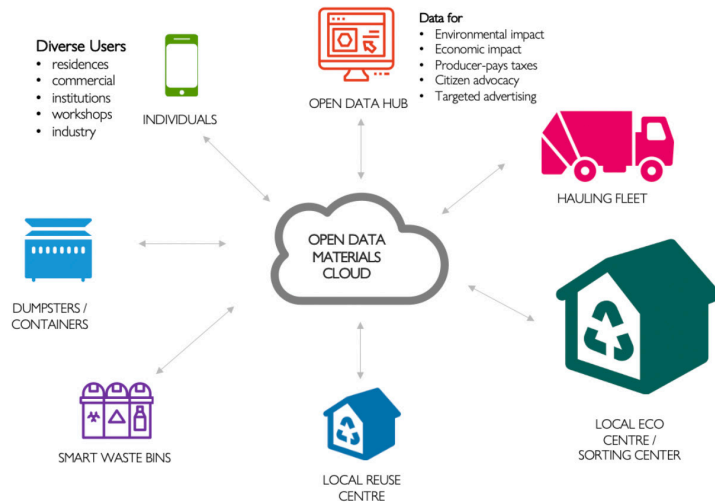 Diverse Users
• residences
• commercial
• institutions
• workshops
• industry
INDIVIDUALS
Data for
• Environmental impact
• Economic impact
• Producer-pays taxes
• Citizen advocacy
• Targeted advertising
OPEN DATA HUB
HAULING FLEET
OPEN DATA
MATERIALS
CLOUD
DUMPSTERS /
CONTAINERS
SMART WASTE BINS
LOCAL REUSE
CENTRE
LOCAL ECO
CENTRE /
SORTING CENTER